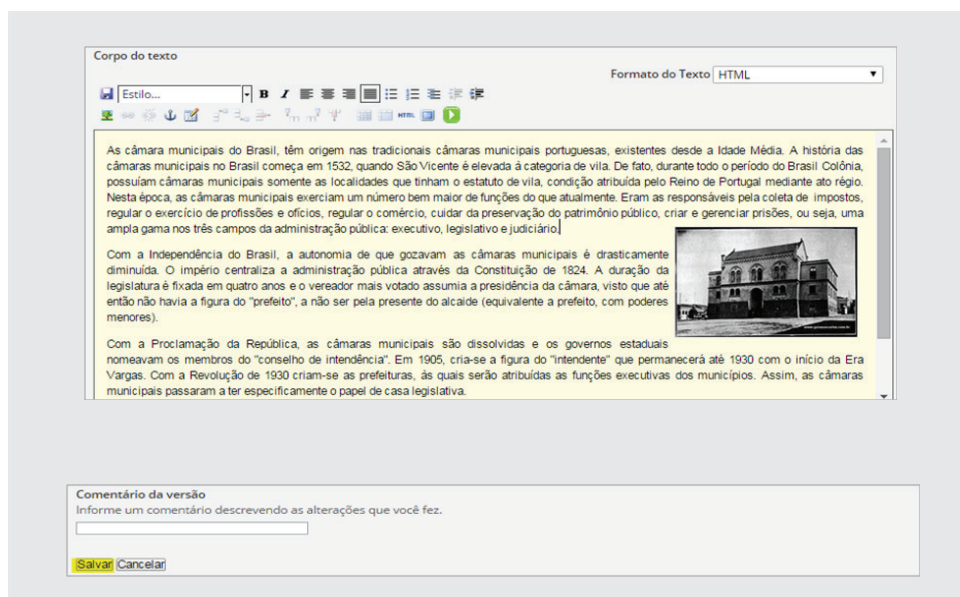 Corpo do texto
Formato do Texto HTML
Estilo...
B I
HTML
As câmara municipais do Brasil, têm origem nas tradicionais câmaras municipais portuguesas, existentes desde a Idade Média. A história das
câmaras municipais no Brasil começa em 1532, quando São Vicente é elevada à categoria de vila. De fato, durante todo o período do Brasil Colônia,
possuíam câmaras municipais somente as localidades que tinham o estatuto de vila, condição atribuída pelo Reino de Portugal mediante ato régio.
Nesta época, as câmaras municipais exerciam um número bem maior de funções do que atualmente. Eram as responsáveis pela coleta de impostos,
regular o exercício de profissões e ofícios, regular o comércio, cuidar da preservação do patrimônio público, criar e gerenciar prisões, ou seja, uma
ampla gama nos três campos da administração pública: executivo, legislativo e judiciário.
Com a Independência do Brasil, a autonomia de que gozavam as câmaras municipais é drasticamente
diminuída. O império centraliza a administração pública através da Constituição de 1824. A duração da
legislatura é fixada em quatro anos e o vereador mais votado assumia a presidência da câmara, visto que até
então não havia a figura do "prefeito", a não ser pela presente do alcaide (equivalente a prefeito, com poderes
menores).
Com a Proclamação da República, as câmaras municipais são dissolvidas e os governos estaduais
nomeavam os membros do "conselho de intendência". Em 1905, cria-se a figura do "intendente" que permanecerá até 1930 com o início da Era
Vargas. Com a Revolução de 1930 criam-se as prefeituras, ás quais serão atribuídas as funções executivas dos municípios. Assim, as câmaras
municipais passaram a ter especificamente o papel de casa legislativa.
Comentário da versão
Informe um comentário descrevendo as alterações que você fez.
Salvar Cancelar